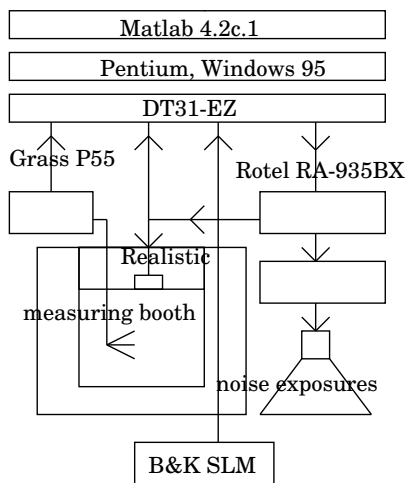 Matlab 4.2c.1
Pentium, Windows 95
DT31-EZ
Grass P55
Rotel RA-935BX
Realistic
measuring booth
noise exposures
B&K SLM